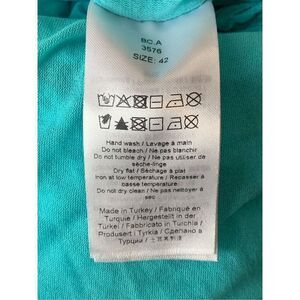 BC.A
3576
SIZE: 42
Hand wash / Lavage à main
Do not bleach / Ne pas blanchir
Do not tumble dry / Ne pas utiliser de
sèche-linge
Dry flat / Séchage à plat
Iron at low temperature / Repasser à
basse température
Do not dry clean / Ne pas nettoyer à
sec
Made in Turkey / Fabriqué en
Turquie / Hergestellt in der
Türkei / Fabbricato in Turchia /
Produsert i Tyrkia / Сделано в
Турции /